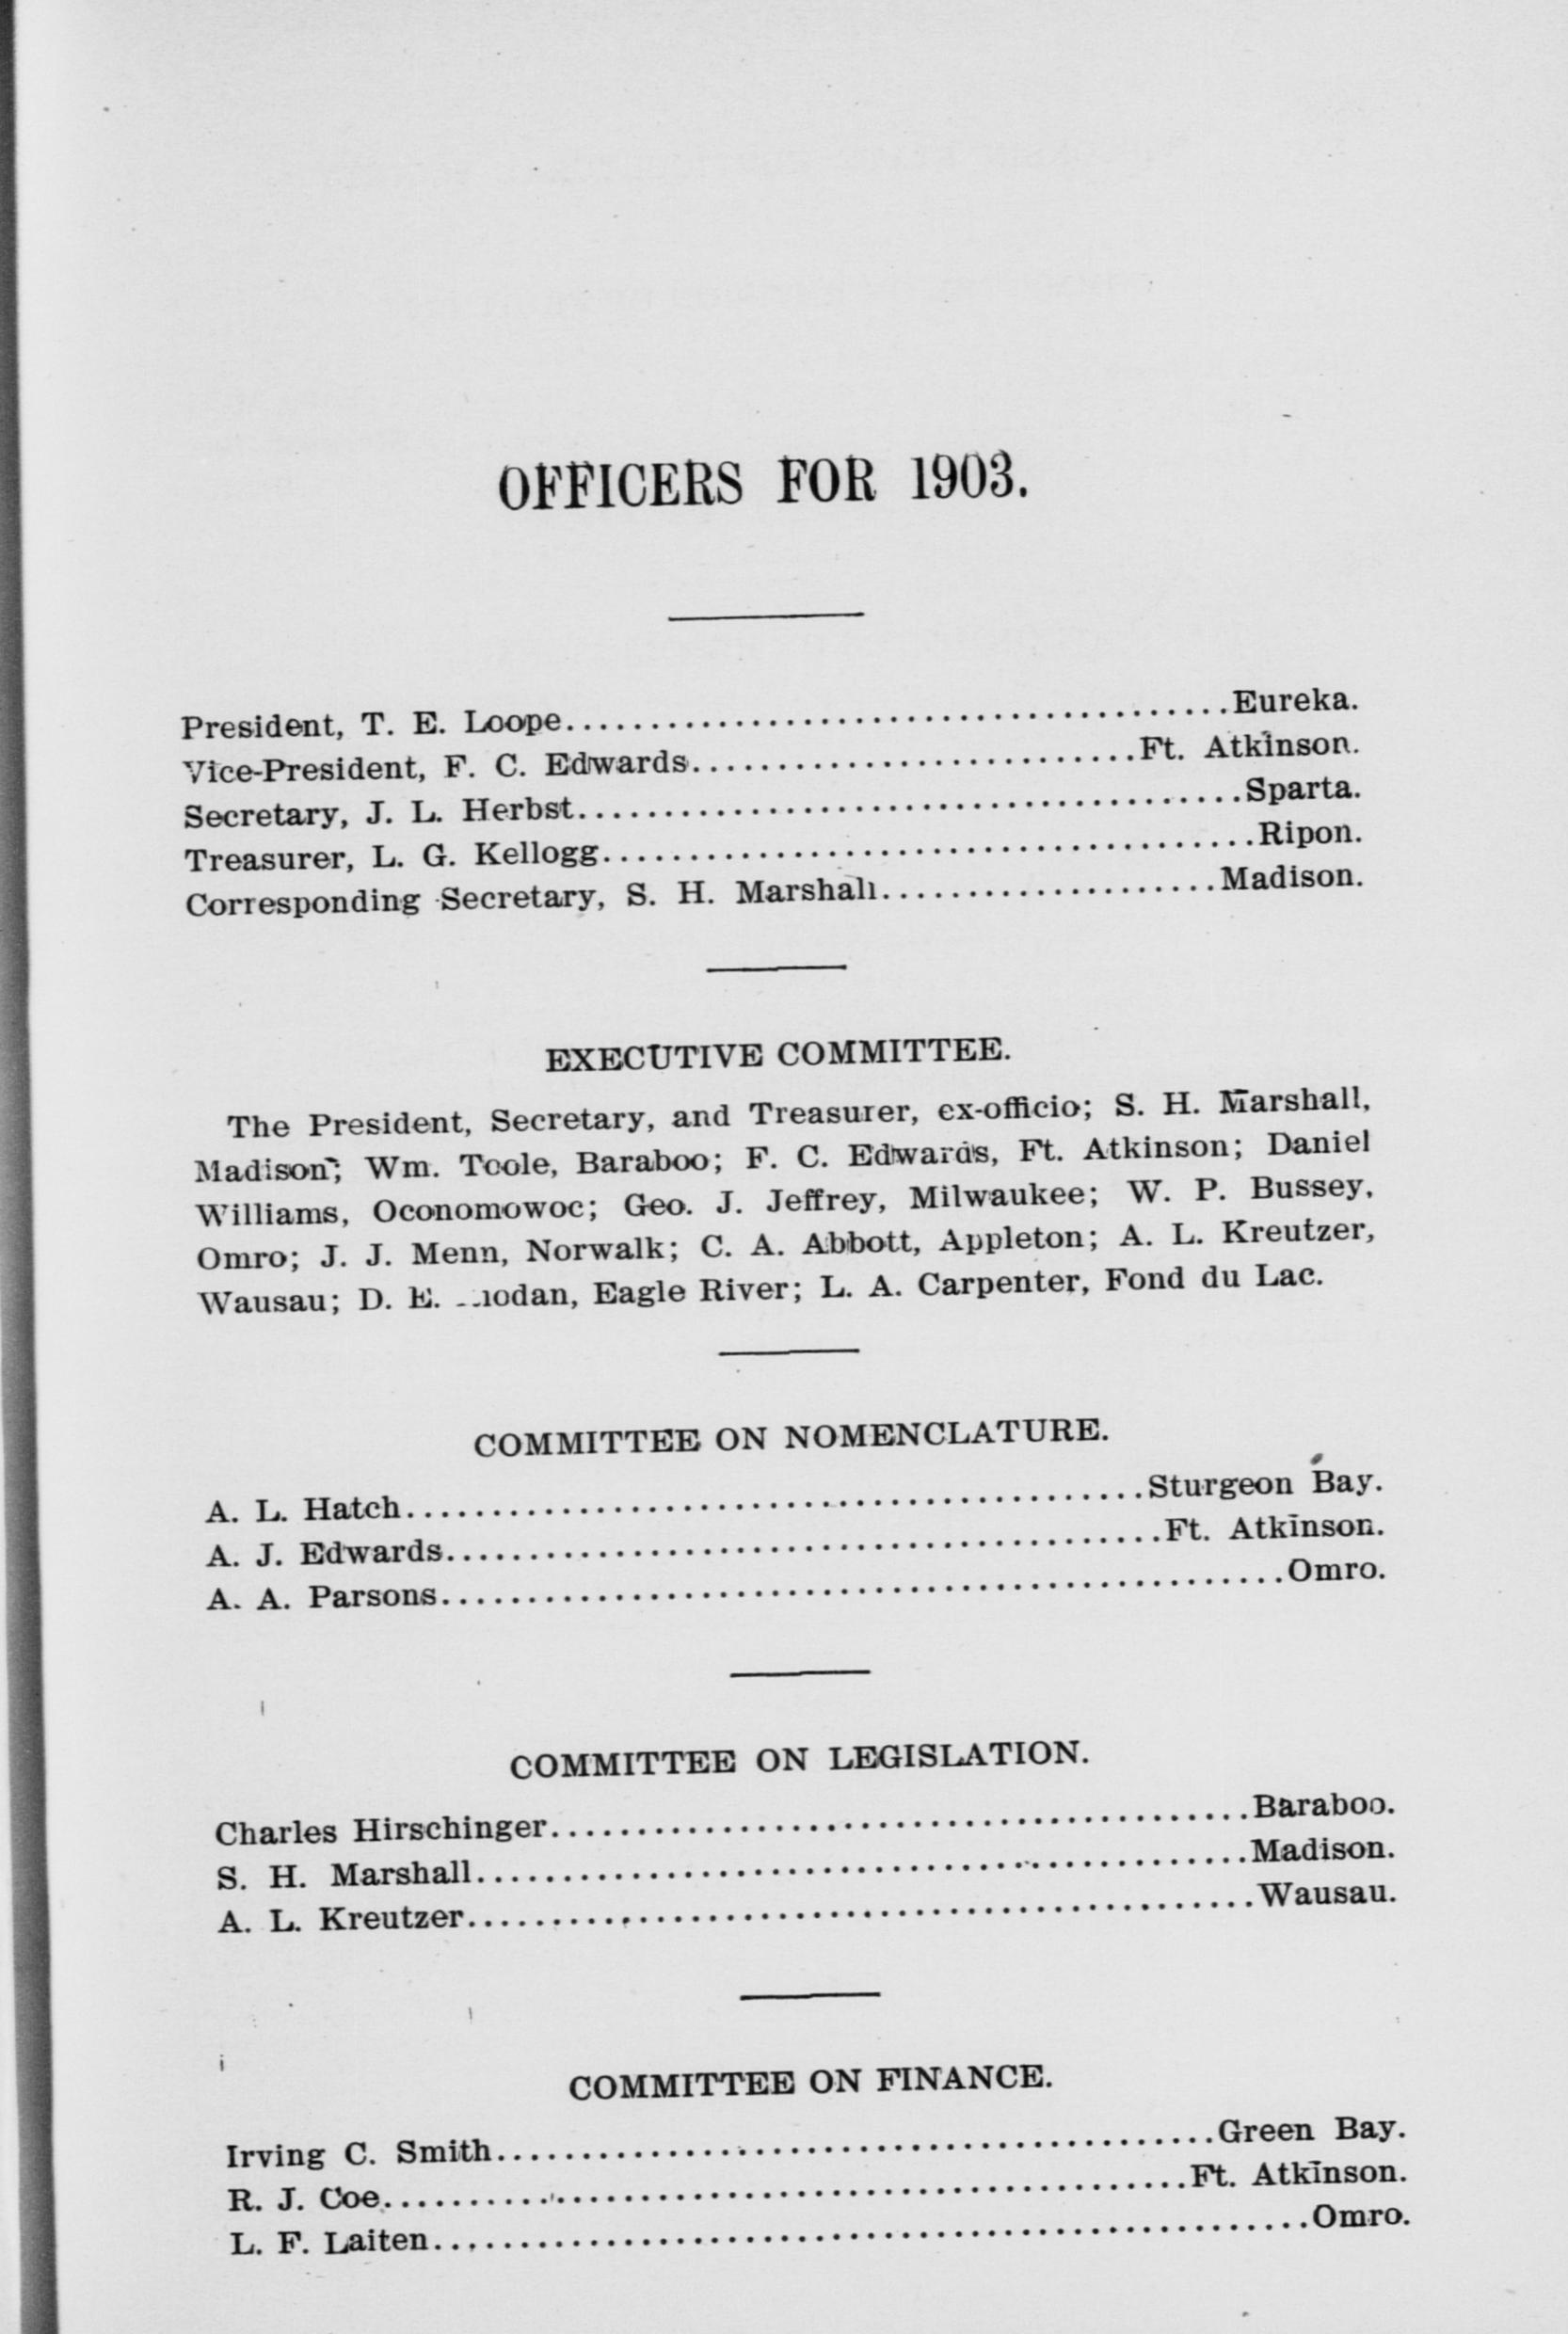 OFFICERS FOR 1903.
President, T. E. Loope........................................Eureka.
Vice-President, F. C. Edwards..........................Ft. Atkinson.
Secretary, J. L. Herbst.......................................Sparta.
Treasurer, L. G. Kellogg......................................Ripon.
Corresponding Secretary, S. H. Marshall....................Madison.
EXECUTIVE COMMITTEE.
The President, Secretary, and Treasurer, ex-officio; S. H. Marshall,
Madison; Wm. Toole, Baraboo; F. C. Edwards, Ft. Atkinson; Daniel
Williams, Oconomowoc; Geo. J. Jeffrey, Milwaukee; W. P. Bussey,
Omro; J. J. Menn, Norwalk; C. A. Abbott, Appleton; A. L. Kreutzer,
Wausau; D. E. Eagle River; L. A. Carpenter, Fond du Lac.
COMMITTEE ON NOMENCLATURE.
A. L. Hatch...........................................Sturgeon Bay.
A. J. Edwards..........................................Ft. Atkinson.
A. A. Parsons.................................................Omro.
COMMITTEE ON LEGISLATION.
Charles Hirschinger.........................................Baraboo.
S. H. Marshall.............................................Madison.
A. L. Kreutzer..............................................Wausau.
COMMITTEE ON FINANCE.
Irving C. Smith..........................................Green Bay.
R. J. Coe...............................................Ft. Atkinson.
L. F. Laiten...................................................Omro.